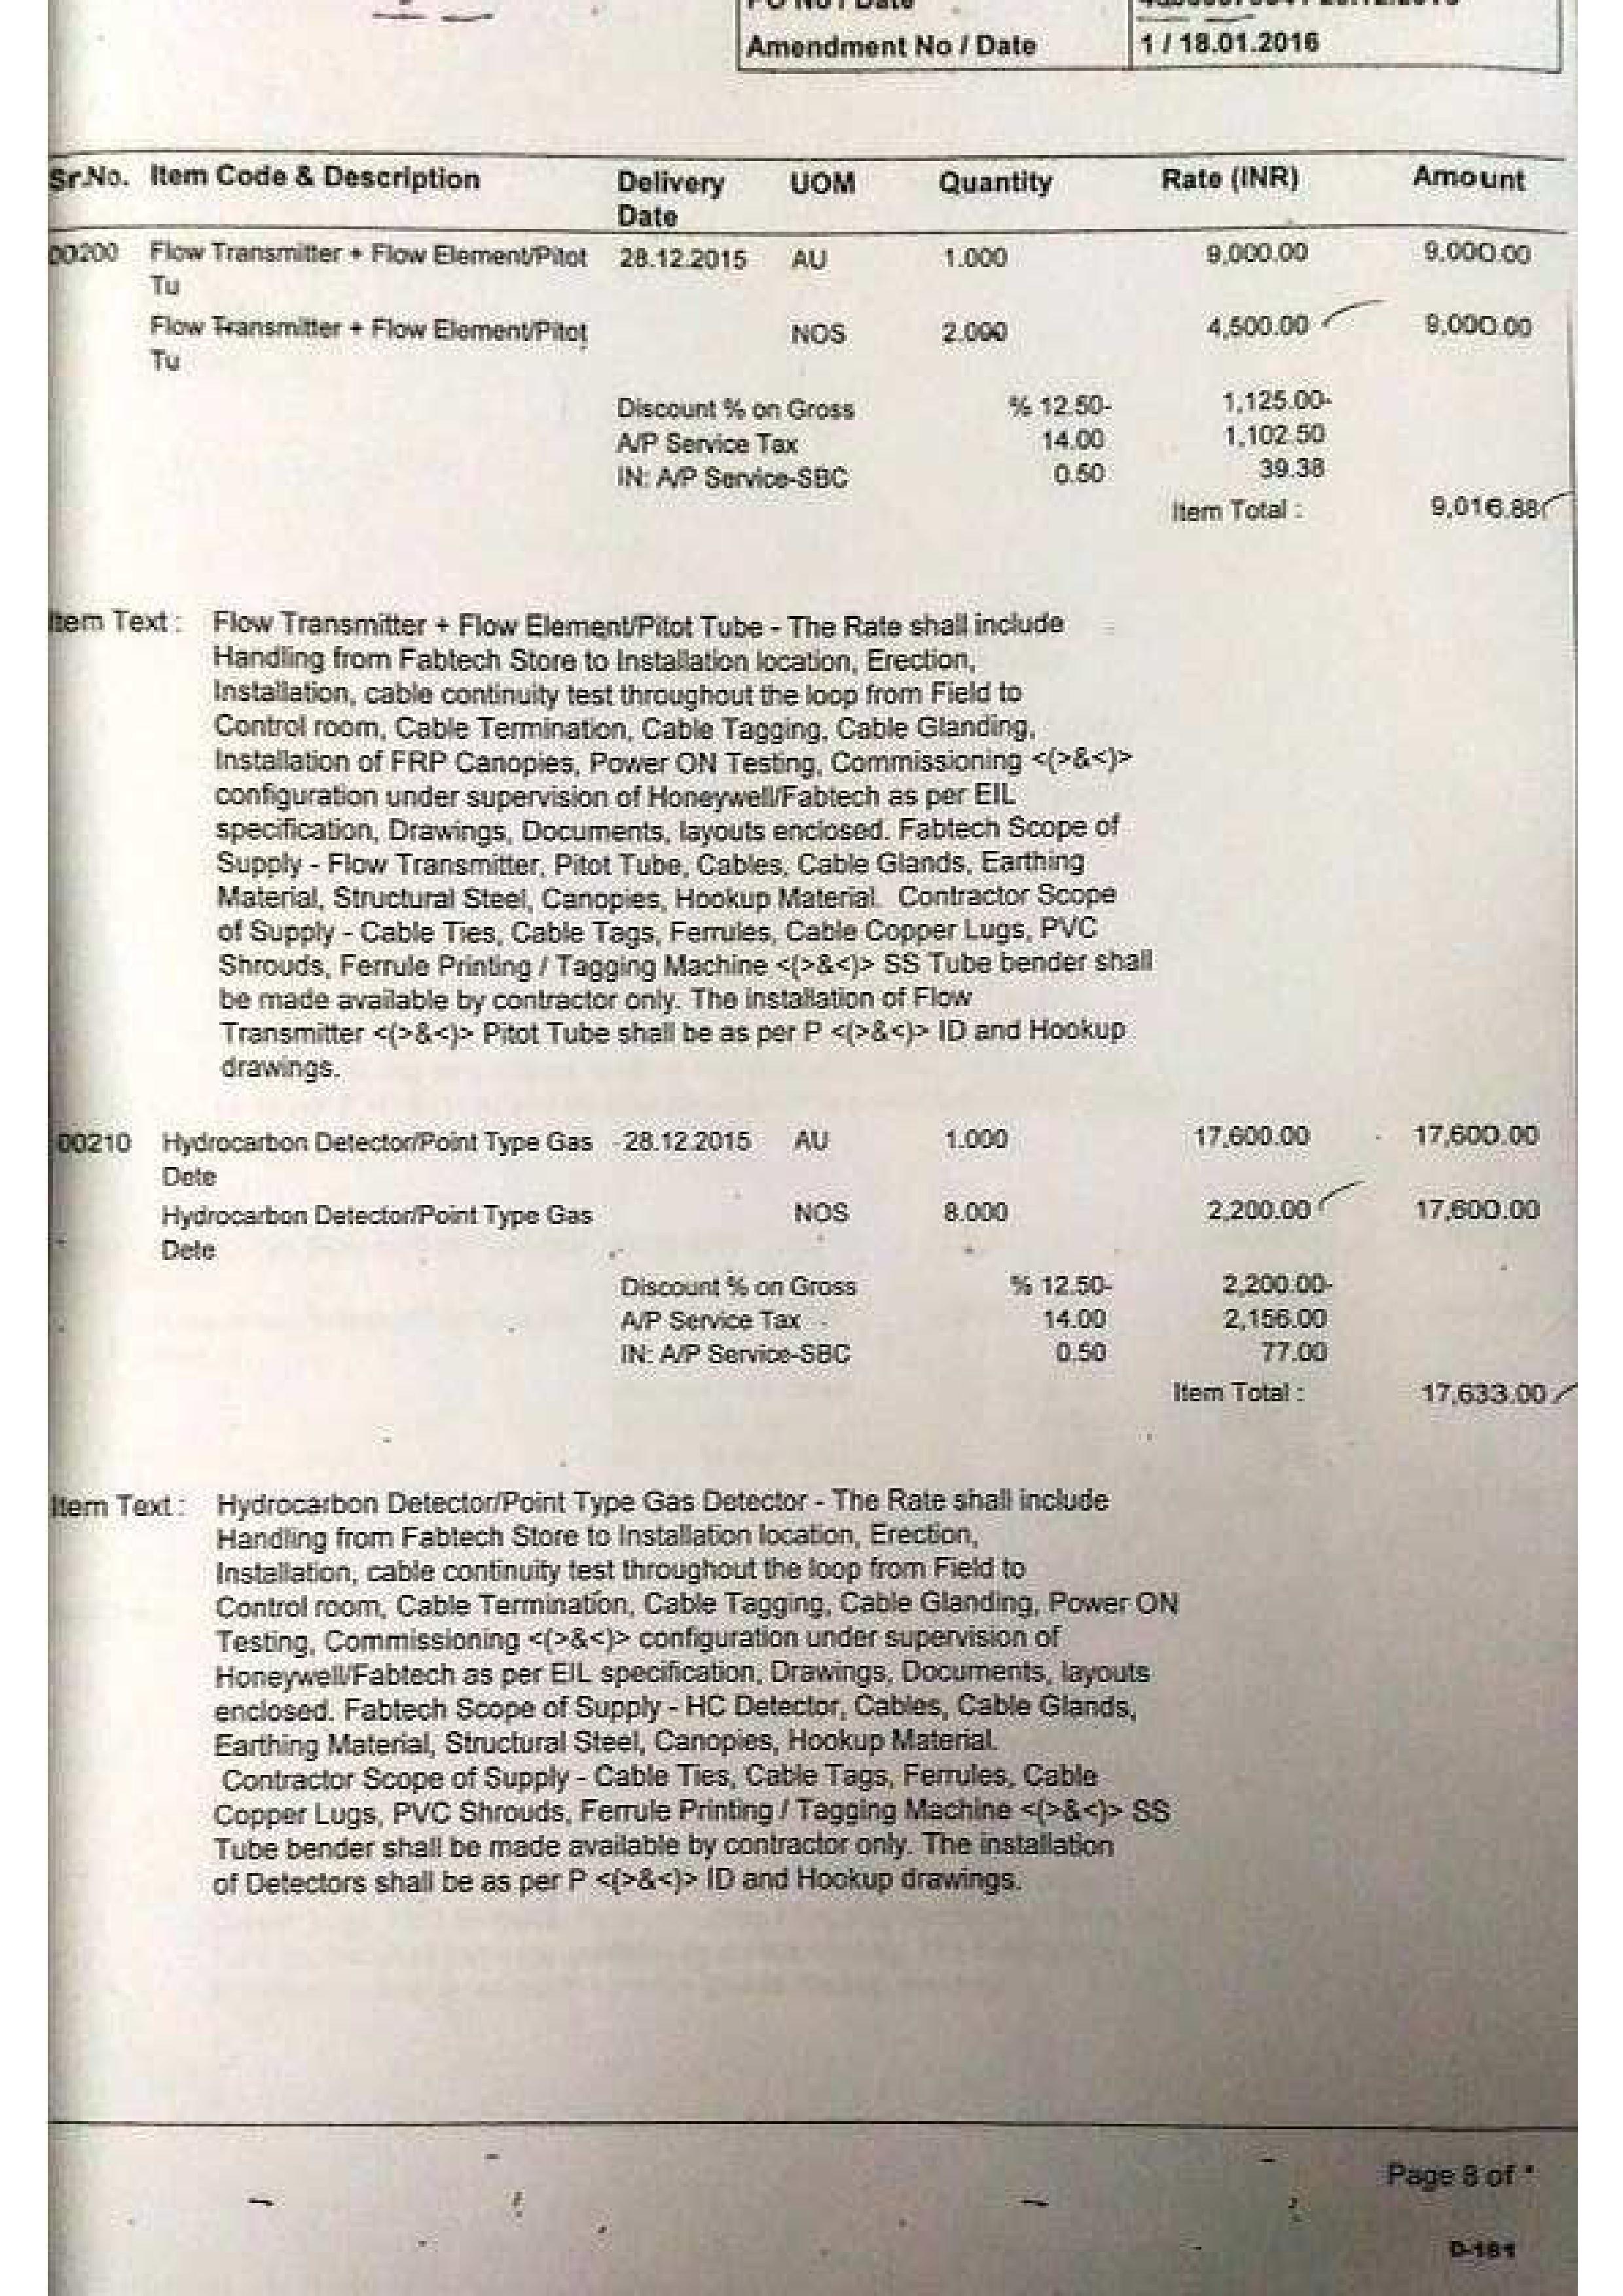 PO No / Date
Amendment No / Date 1 / 18.01.2016
Sr.No. Item Code & Description Delivery Date UOM Quantity Rate (INR) Amount
00200 Flow Transmitter + Flow Element/Pitot 28.12.2015 AU 1.000 9,000.00 9,000.00
Tu
Flow Transmitter + Flow Element/Pitot NOS 2.000 4,500.00 9,000.00
Tu
Discount % on Gross % 12.50- 1,125.00-
A/P Service Tax 14.00 1,102.50
IN: A/P Service-SBC 0.50 39.38
Item Total : 9,016.88
Item Text : Flow Transmitter + Flow Element/Pitot Tube - The Rate shall include
Handling from Fabtech Store to Installation location, Erection,
Installation, cable continuity test throughout the loop from Field to
Control room, Cable Termination, Cable Tagging, Cable Glanding,
Installation of FRP Canopies, Power ON Testing, Commissioning <(>&<)>
configuration under supervision of Honeywell/Fabtech as per EIL
specification, Drawings, Documents, layouts enclosed. Fabtech Scope of
Supply - Flow Transmitter, Pitot Tube, Cables, Cable Glands, Earthing
Material, Structural Steel, Canopies, Hookup Material. Contractor Scope
of Supply - Cable Ties, Cable Tags, Ferrules, Cable Copper Lugs, PVC
Shrouds, Ferrule Printing / Tagging Machine <(>&<)> SS Tube bender shall
be made available by contractor only. The installation of Flow
Transmitter <(>&<)> Pitot Tube shall be as per P <(>&<)> ID and Hookup
drawings.
00210 Hydrocarbon Detector/Point Type Gas 28.12.2015 AU 1.000 17,600.00 17,600.00
Dete
Hydrocarbon Detector/Point Type Gas NOS 8.000 2,200.00 17,600.00
Dete
Discount % on Gross % 12.50- 2,200.00-
A/P Service Tax 14.00 2,156.00
IN: A/P Service-SBC 0.50 77.00
Item Total : 17,633.00
Item Text : Hydrocarbon Detector/Point Type Gas Detector - The Rate shall include
Handling from Fabtech Store to Installation location, Erection,
Installation, cable continuity test throughout the loop from Field to
Control room, Cable Termination, Cable Tagging, Cable Glanding, Power ON
Testing, Commissioning <(>&<)> configuration under supervision of
Honeywell/Fabtech as per EIL specification, Drawings, Documents, layouts
enclosed. Fabtech Scope of Supply - HC Detector, Cables, Cable Glands,
Earthing Material, Structural Steel, Canopies, Hookup Material.
Contractor Scope of Supply - Cable Ties, Cable Tags, Ferrules, Cable
Copper Lugs, PVC Shrouds, Ferrule Printing / Tagging Machine <(>&<)> SS
Tube bender shall be made available by contractor only. The installation
of Detectors shall be as per P <(>&<)> ID and Hookup drawings.
Page 8 of *
D-181